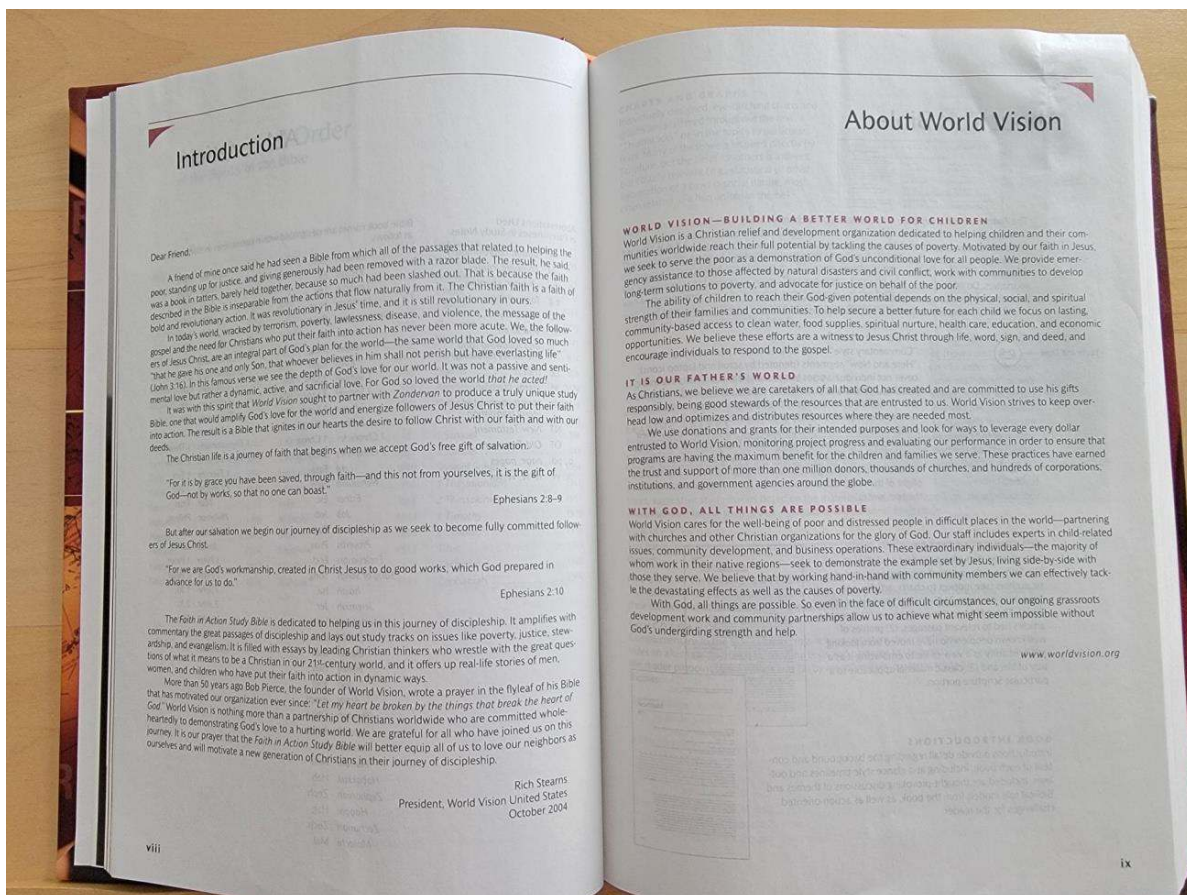 Introduction
Dear Friend,
A friend of mine once said he had seen a Bible from which all of the passages that related to helping the
poor, standing up for justice, and giving generously had been removed with a razor blade. The result, he said,
was a book in tatters, barely held together, because so much had been slashed out. That is because the faith
described in the Bible is inseparable from the actions that flow naturally from it. The Christian faith is a faith of
bold and revolutionary action. It was revolutionary in Jesus' time, and it is still revolutionary in ours.
In today's world, wracked by terrorism, poverty, lawlessness, disease, and violence, the message of the
gospel and the need for Christians who put their faith into action has never been more acute. We, the follow-
ers of Jesus Christ, are an integral part of God's plan for the world—the same world that God loved so much
"that he gave his one and only Son, that whoever believes in him shall not perish but have everlasting life"
(John 3:16). In this famous verse we see the depth of God's love for our world. It was not a passive and senti-
mental love but rather a dynamic, active, and sacrificial love. For God so loved the world that he acted!
It was with this spirit that World Vision sought to partner with Zondervan to produce a truly unique study
Bible, one that would amplify God's love for the world and energize followers of Jesus Christ to put their faith
into action. The result is a Bible that ignites in our hearts the desire to follow Christ with our faith and with our
deeds.
The Christian life is a journey of faith that begins when we accept God's free gift of salvation.
"For it is by grace you have been saved, through faith—and this not from yourselves, it is the gift of
God—not by works, so that no one can boast."
Ephesians 2:8–9
But after our salvation we begin our journey of discipleship as we seek to become fully committed follow-
ers of Jesus Christ.
"For we are God's workmanship, created in Christ Jesus to do good works, which God prepared in
advance for us to do."
Ephesians 2:10
The Faith in Action Study Bible is dedicated to helping us in this journey of discipleship. It amplifies with
commentary the great passages of discipleship and lays out study tracks on issues like poverty, justice, stew-
ardship, and evangelism. It is filled with essays by leading Christian thinkers who wrestle with the great ques-
tions of what it means to be a Christian in our 21st-century world, and it offers up real-life stories of men,
women, and children who have put their faith into action in dynamic ways.
More than 50 years ago Bob Pierce, the founder of World Vision, wrote a prayer in the flyleaf of his Bible
that has motivated our organization ever since: "Let my heart be broken by the things that break the heart of
God." World Vision is nothing more than a partnership of Christians worldwide who are committed whole-
heartedly to demonstrating God's love to a hurting world. We are grateful for all who have joined us on this
journey. It is our prayer that the Faith in Action Study Bible will better equip all of us to love our neighbors as
ourselves and will motivate a new generation of Christians in their journey of discipleship.
Rich Stearns
President, World Vision United States
October 2004
viii
About World Vision
WORLD VISION—BUILDING A BETTER WORLD FOR CHILDREN
World Vision is a Christian relief and development organization dedicated to helping children and their com-
munities worldwide reach their full potential by tackling the causes of poverty. Motivated by our faith in Jesus,
we seek to serve the poor as a demonstration of God's unconditional love for all people. We provide emer-
gency assistance to those affected by natural disasters and civil conflict, work with communities to develop
long-term solutions to poverty, and advocate for justice on behalf of the poor.
The ability of children to reach their God-given potential depends on the physical, social, and spiritual
strength of their families and communities. To help secure a better future for each child we focus on lasting,
community-based access to clean water, food supplies, spiritual nurture, health care, education, and economic
opportunities. We believe these efforts are a witness to Jesus Christ through life, word, sign, and deed, and
encourage individuals to respond to the gospel.
IT IS OUR FATHER'S WORLD
As Christians, we believe we are caretakers of all that God has created and are committed to use his gifts
responsibly, being good stewards of the resources that are entrusted to us. World Vision strives to keep over-
head low and optimizes and distributes resources where they are needed most.
We use donations and grants for their intended purposes and look for ways to leverage every dollar
entrusted to World Vision, monitoring project progress and evaluating our performance in order to ensure that
programs are having the maximum benefit for the children and families we serve. These practices have earned
the trust and support of more than one million donors, thousands of churches, and hundreds of corporations,
institutions, and government agencies around the globe.
WITH GOD, ALL THINGS ARE POSSIBLE
World Vision cares for the well-being of poor and distressed people in difficult places in the world—partnering
with churches and other Christian organizations for the glory of God. Our staff includes experts in child-related
issues, community development, and business operations. These extraordinary individuals—the majority of
whom work in their native regions—seek to demonstrate the example set by Jesus, living side-by-side with
those they serve. We believe that by working hand-in-hand with community members we can effectively tack-
le the devastating effects as well as the causes of poverty.
With God, all things are possible. So even in the face of difficult circumstances, our ongoing grassroots
development work and community partnerships allow us to achieve what might seem impossible without
God's undergirding strength and help.
www.worldvision.org
ix